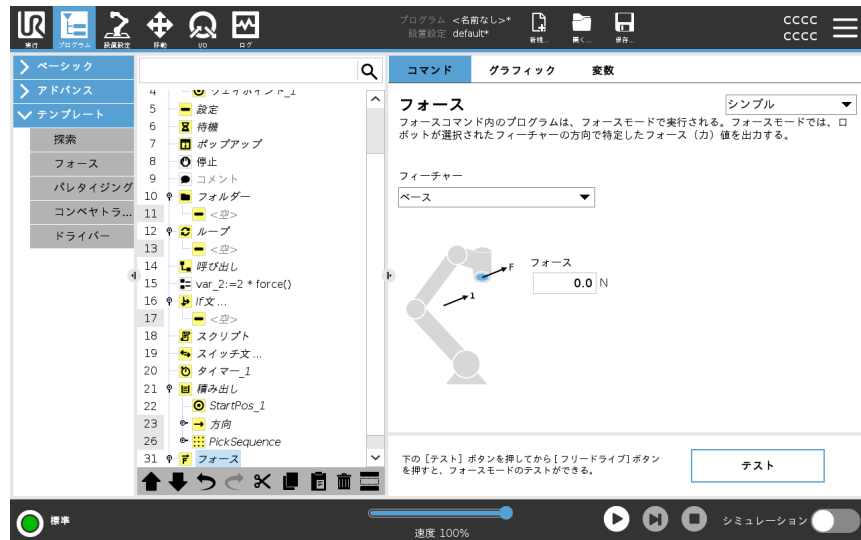 プログラム <名前なし>*
設置設定 default*
実行
プログラム
設置設定
移動
I/O
ログ
新規...
開く...
保存...
CCCC
CCCC
ベーシック
アドバンス
テンプレート
探索
フォース
パレタイジング
コンベヤトラ...
ドライバー
4 ウェイポイント_1
5 設定
6 待機
7 ポップアップ
8 停止
9 コメント
10 フォルダー
11 <空>
12 ループ
13 <空>
14 呼び出し
15 var_2:=2 * force()
16 If文 ...
17 <空>
18 スクリプト
19 スイッチ文 ...
20 タイマー_1
21 積み出し
22 StartPos_1
23 方向
26 PickSequence
31 フォース
コマンド グラフィック 変数
フォース
シンプル
フォースコマンド内のプログラムは、フォースモードで実行される。フォースモードでは、ロ
ボットが選択されたフィーチャーの方向で特定したフォース（力）値を出力する。
フィーチャー
ベース
F
1
フォース
0.0 N
下の［テスト］ボタンを押してから［フリードライブ］ボタン
を押すと、フォースモードのテストができる。
テスト
標準
速度 100%
シミュレーション